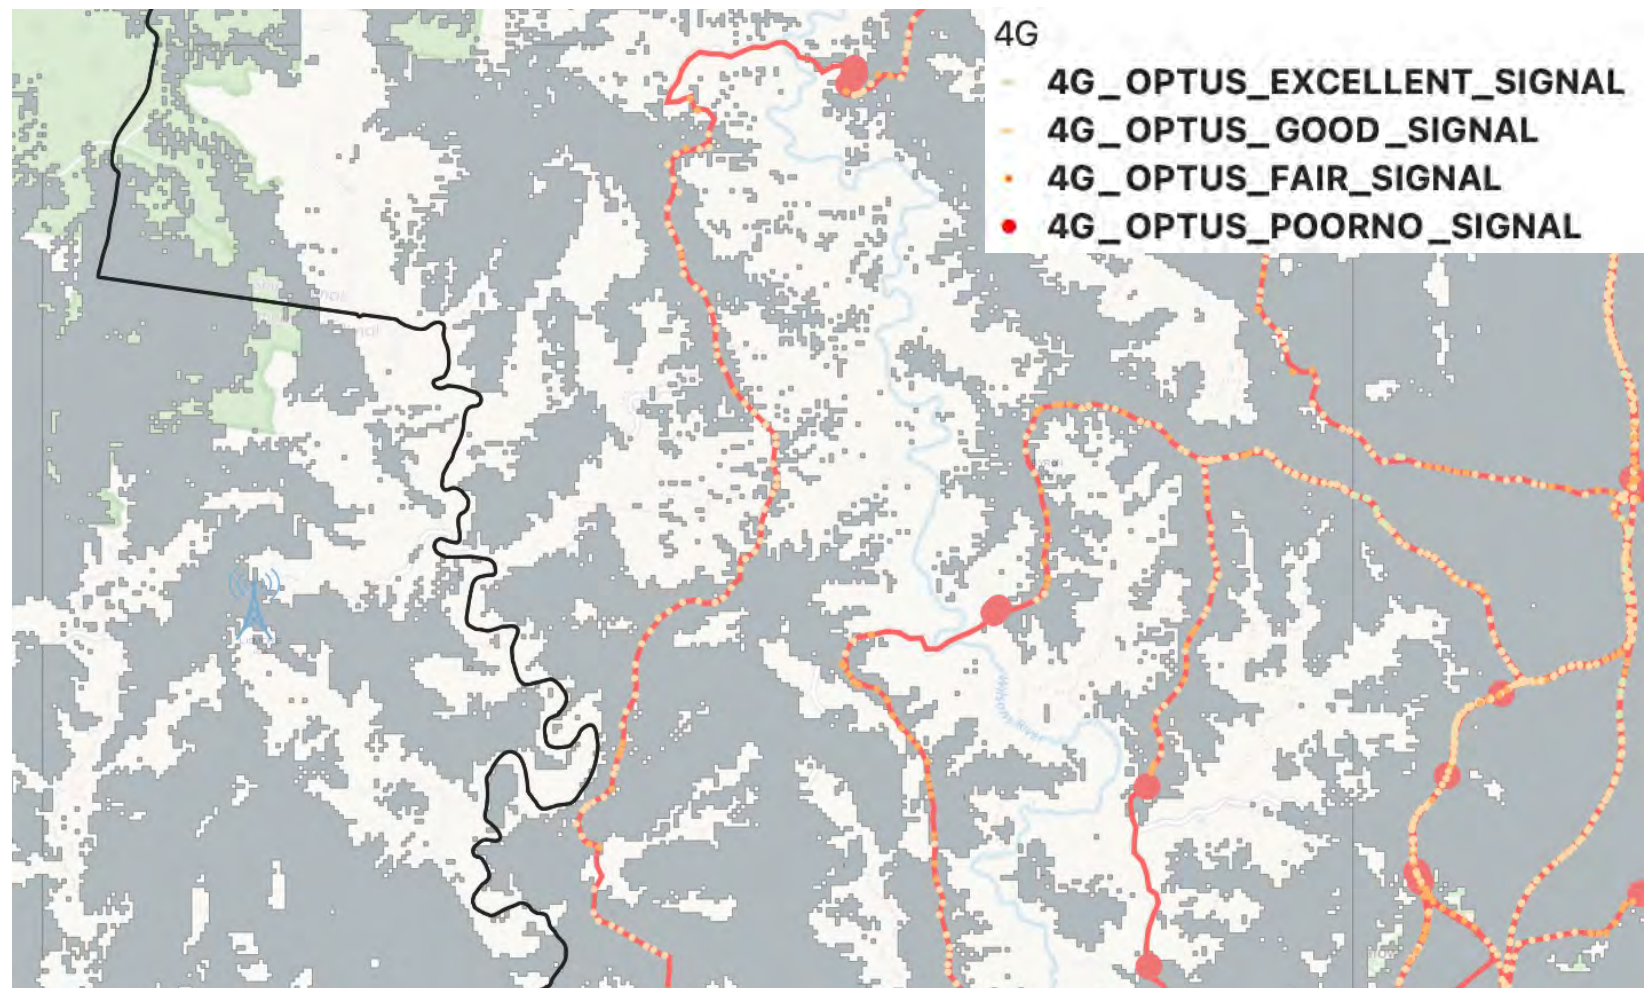 4G
4G_OPTUS_EXCELLENT_SIGNAL
4G_OPTUS_GOOD_SIGNAL
4G_OPTUS_FAIR_SIGNAL
4G_OPTUS_POORNO_SIGNAL